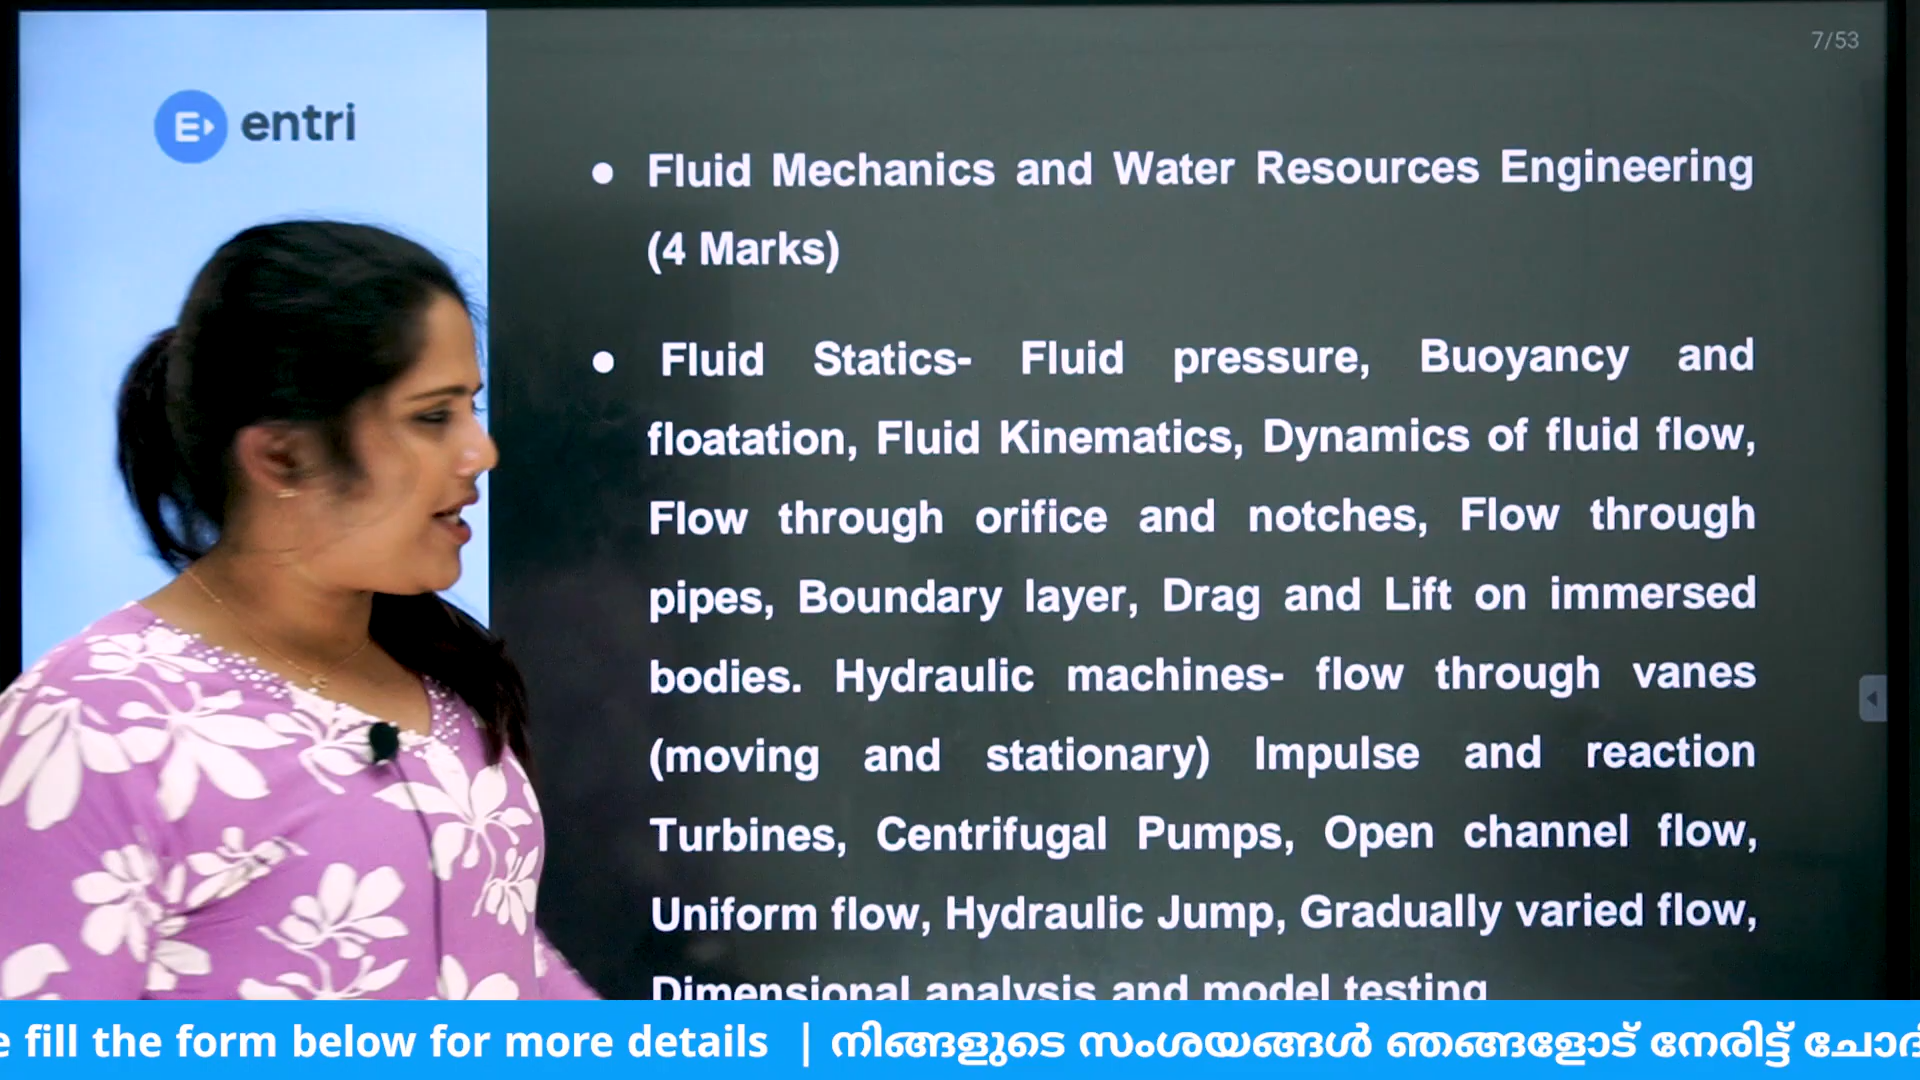 7/53
entri
● Fluid Mechanics and Water Resources Engineering
(4 Marks)
● Fluid Statics- Fluid pressure, Buoyancy and
floatation, Fluid Kinematics, Dynamics of fluid flow,
Flow through orifice and notches, Flow through
pipes, Boundary layer, Drag and Lift on immersed
bodies. Hydraulic machines- flow through vanes
(moving and stationary) Impulse and reaction
Turbines, Centrifugal Pumps, Open channel flow,
Uniform flow, Hydraulic Jump, Gradually varied flow,
Dimensional analysis and model testing
fill the form below for more details | നിങ്ങളുടെ സംശയങ്ങൾ ഞങ്ങളോട് നേരിട്ട്